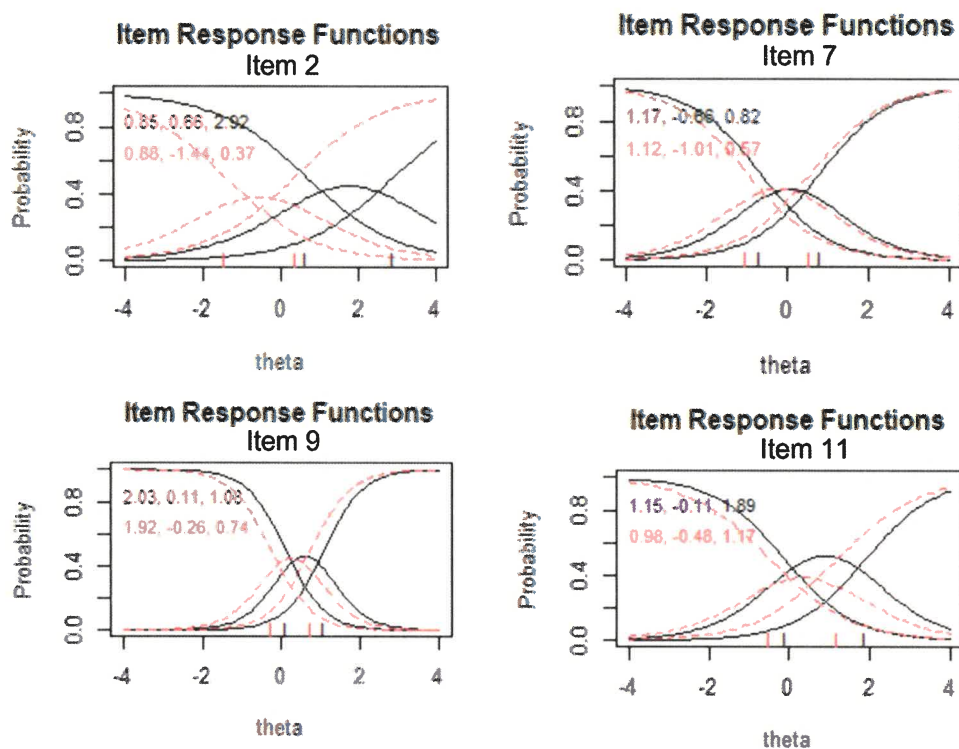 Item Response Functions
Item 2
0.85, 0.66, 2.92
0.88, -1.44, 0.37
Probability
0.8
0.4
0.0
-4 -2 0 2 4
theta
Item Response Functions
Item 7
1.17, -0.66, 0.82
1.12, -1.01, 0.57
Probability
0.8
0.4
0.0
-4 -2 0 2 4
theta
Item Response Functions
Item 9
2.03, 0.11, 1.08
1.92, -0.26, 0.74
Probability
0.8
0.4
0.0
-4 -2 0 2 4
theta
Item Response Functions
Item 11
1.15, -0.11, 1.89
0.98, -0.48, 1.17
Probability
0.8
0.4
0.0
-4 -2 0 2 4
theta